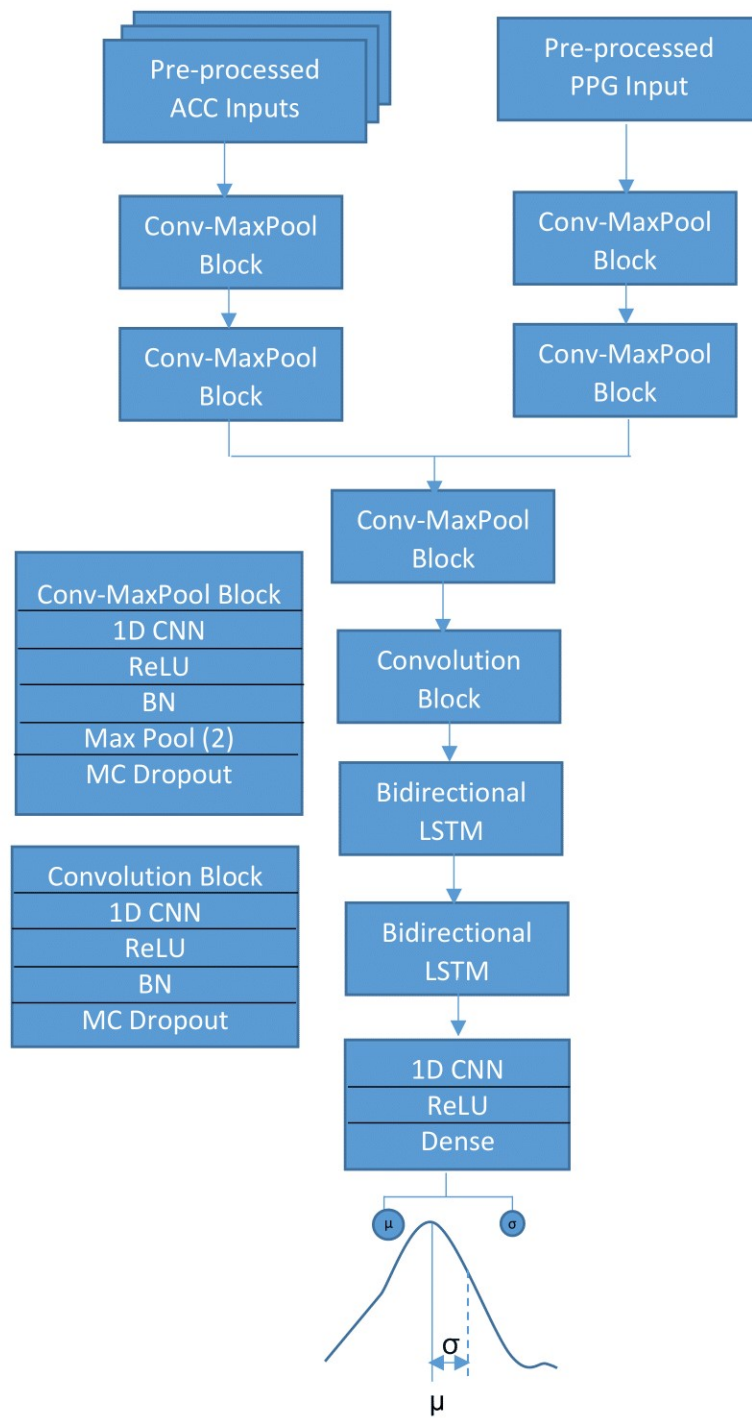 Pre-processed
ACC Inputs
Pre-processed
PPG Input
Conv-MaxPool
Block
Conv-MaxPool
Block
Conv-MaxPool
Block
Conv-MaxPool
Block
Conv-MaxPool
Block
Conv-MaxPool Block
1D CNN
ReLU
BN
Max Pool (2)
MC Dropout
Convolution
Block
Bidirectional
LSTM
Convolution Block
1D CNN
ReLU
BN
MC Dropout
Bidirectional
LSTM
1D CNN
ReLU
Dense
μ
σ
σ
μ